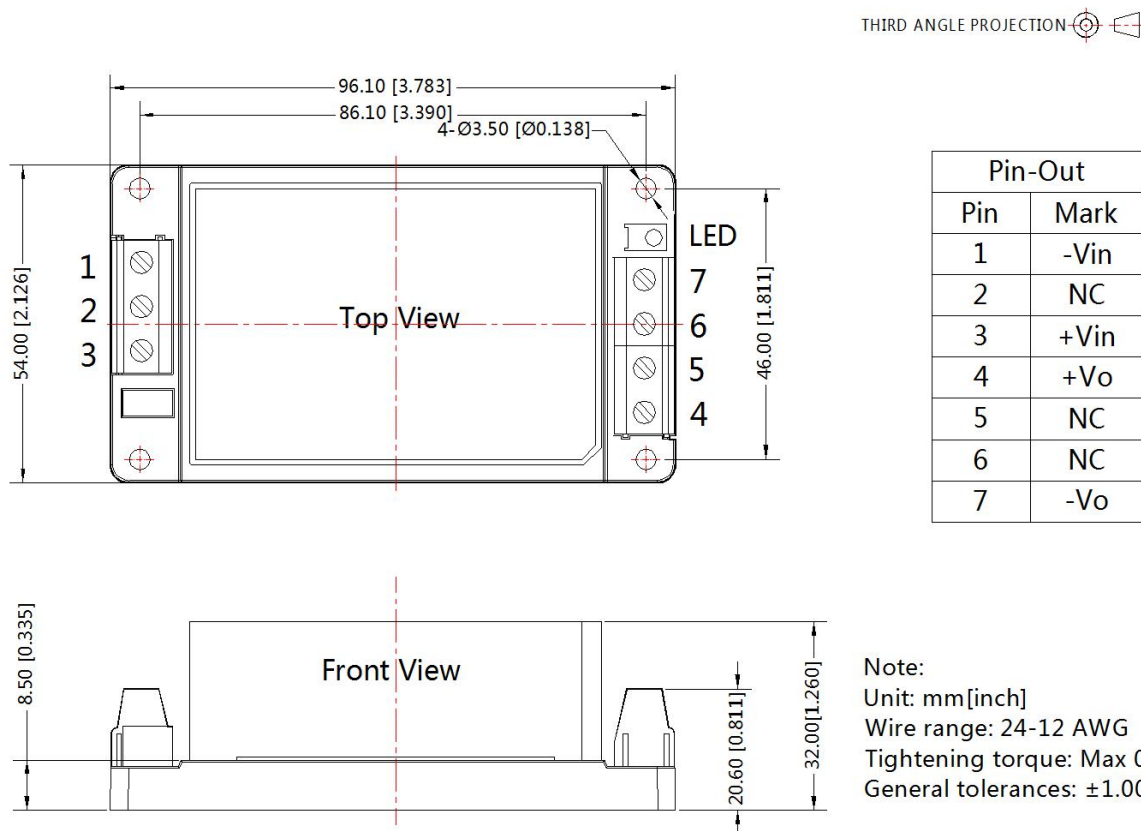 THIRD ANGLE PROJECTION
96.10 [3.783]
86.10 [3.390]
4-Ø3.50 [Ø0.138]
54.00 [2.126]
1
2
3
Top View
LED
7
6
5
4
46.00 [1.811]
Pin-Out
Pin Mark
1 -Vin
2 NC
3 +Vin
4 +Vo
5 NC
6 NC
7 -Vo
8.50 [0.335]
Front View
20.60 [0.811]
32.00[1.260]
Note:
Unit: mm[inch]
Wire range: 24-12 AWG
Tightening torque: Max
General tolerances: